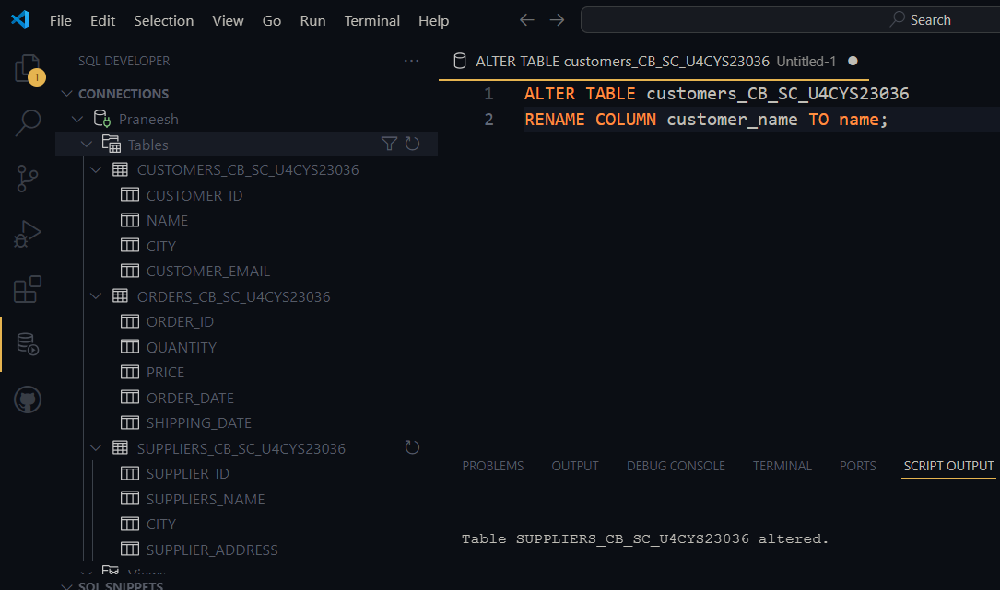 File Edit Selection View Go Run Terminal Help
Search
1
SQL DEVELOPER
...
CONNECTIONS
Praneesh
Tables
CUSTOMERS_CB_SC_U4CYS23036
CUSTOMER_ID
NAME
CITY
CUSTOMER_EMAIL
ORDERS_CB_SC_U4CYS23036
ORDER_ID
QUANTITY
PRICE
ORDER_DATE
SHIPPING_DATE
SUPPLIERS_CB_SC_U4CYS23036
SUPPLIER_ID
SUPPLIERS_NAME
CITY
SUPPLIER_ADDRESS
Views
SQL SNIPPETS
ALTER TABLE customers_CB_SC_U4CYS23036 Untitled-1
1 ALTER TABLE customers_CB_SC_U4CYS23036
2 RENAME COLUMN customer_name TO name;
PROBLEMS OUTPUT DEBUG CONSOLE TERMINAL PORTS SCRIPT OUTPUT
Table SUPPLIERS_CB_SC_U4CYS23036 altered.